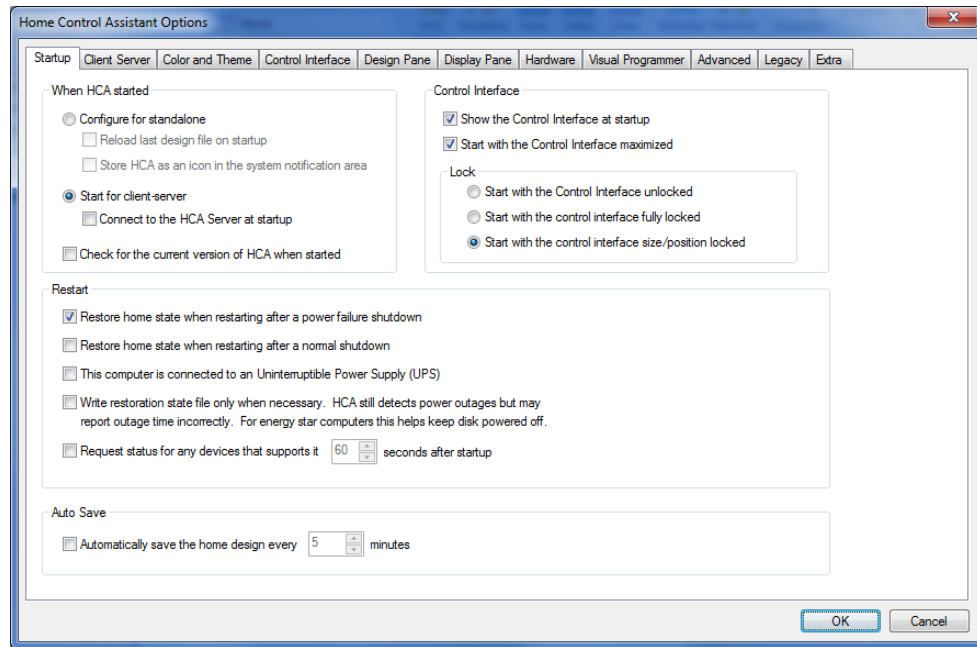 Home Control Assistant Options
Startup Client Server Color and Theme Control Interface Design Pane Display Pane Hardware Visual Programmer Advanced Legacy Extra
When HCA started
Configure for standalone
Reload last design file on startup
Store HCA as an icon in the system notification area
Start for client-server
Connect to the HCA Server at startup
Check for the current version of HCA when started
Control Interface
Show the Control Interface at startup
Start with the Control Interface maximized
Lock
Start with the Control Interface unlocked
Start with the control interface fully locked
Start with the control interface size/position locked
Restart
Restore home state when restarting after a power failure shutdown
Restore home state when restarting after a normal shutdown
This computer is connected to an Uninterruptible Power Supply (UPS)
Write restoration state file only when necessary. HCA still detects power outages but may
report outage time incorrectly. For energy star computers this helps keep disk powered off.
Request status for any devices that supports it 60 seconds after startup
Auto Save
Automatically save the home design every 5 minutes
OK Cancel